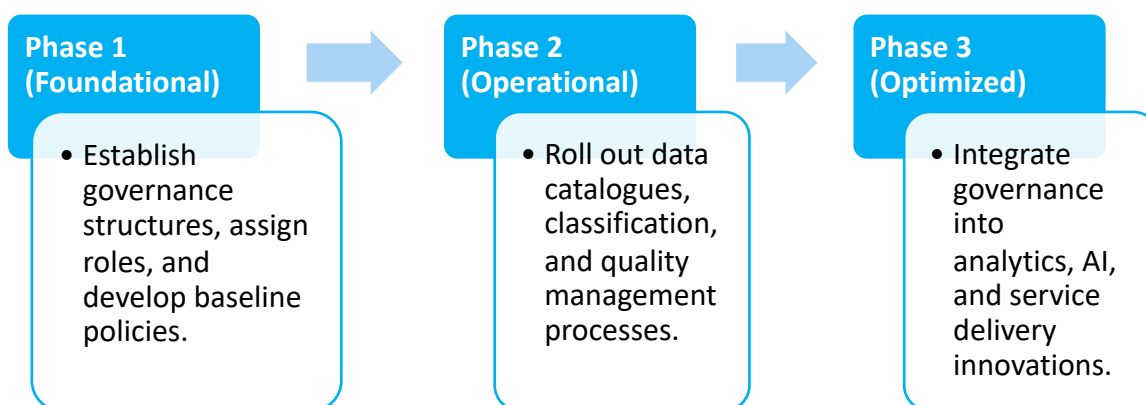 Phase 1
(Foundational)
• Establish
governance
structures, assign
roles, and
develop baseline
policies.
Phase 2
(Operational)
• Roll out data
catalogues,
classification,
and quality
management
processes.
Phase 3
(Optimized)
• Integrate
governance
into
analytics, AI,
and service
delivery
innovations.